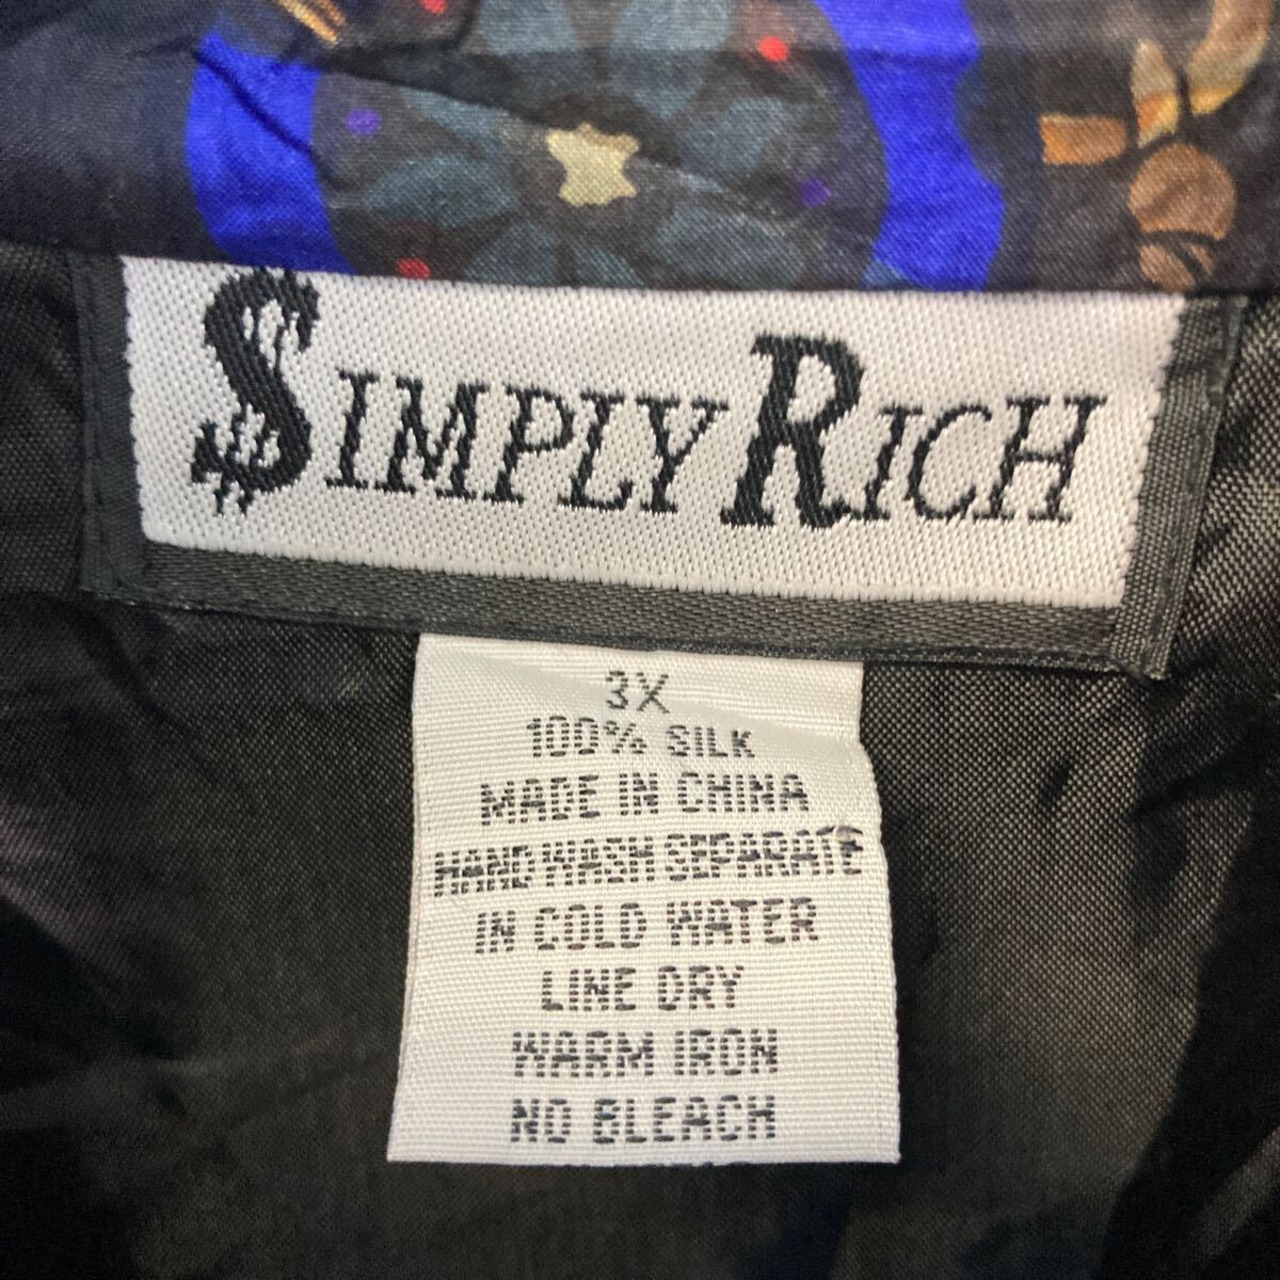 SIMPLY RICH
3X
100% SILK
MADE IN CHINA
HAND WASH SEPARATE
IN COLD WATER
LINE DRY
WARM IRON
NO BLEACH